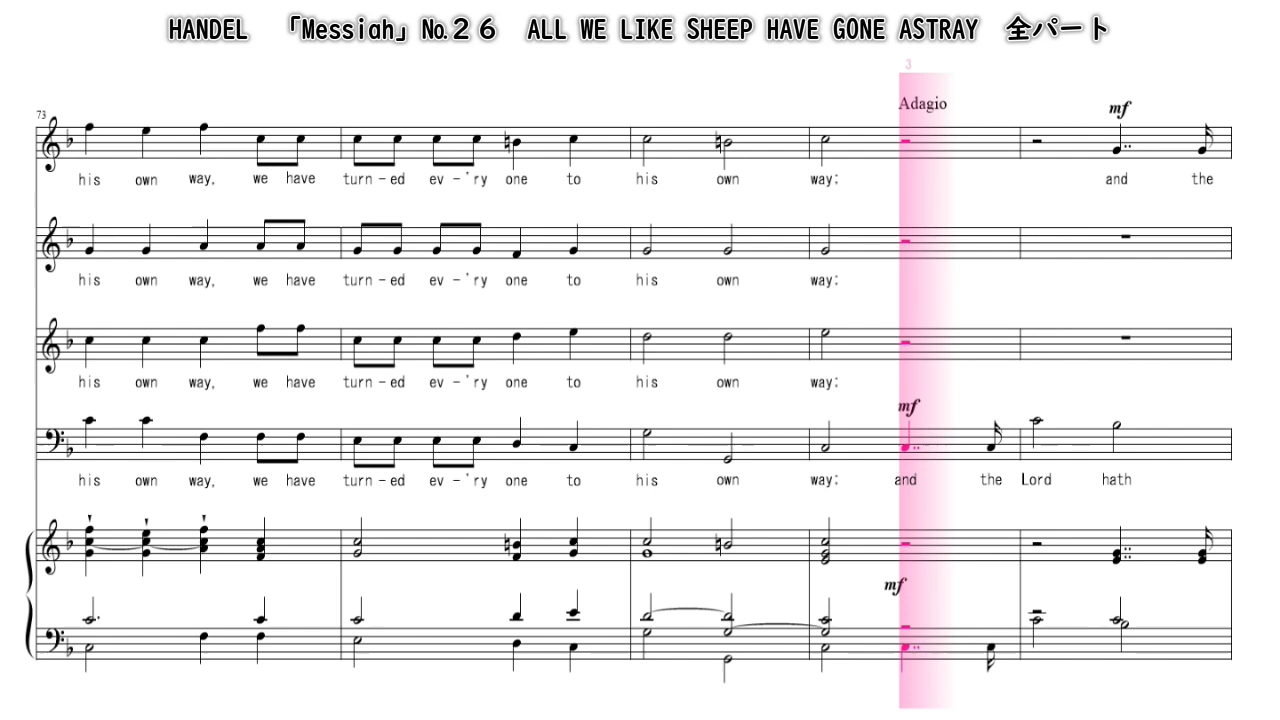 HANDEL 「Messiah」№２６ ALL WE LIKE SHEEP HAVE GONE ASTRAY 全パート
3
Adagio
73
mf
his own way, we have turn-ed ev-'ry one to his own way: and the
his own way, we have turn-ed ev-'ry one to his own way:
his own way, we have turn-ed ev-'ry one to his own way:
mf
his own way, we have turn-ed ev-'ry one to his own way: and the Lord hath
mf